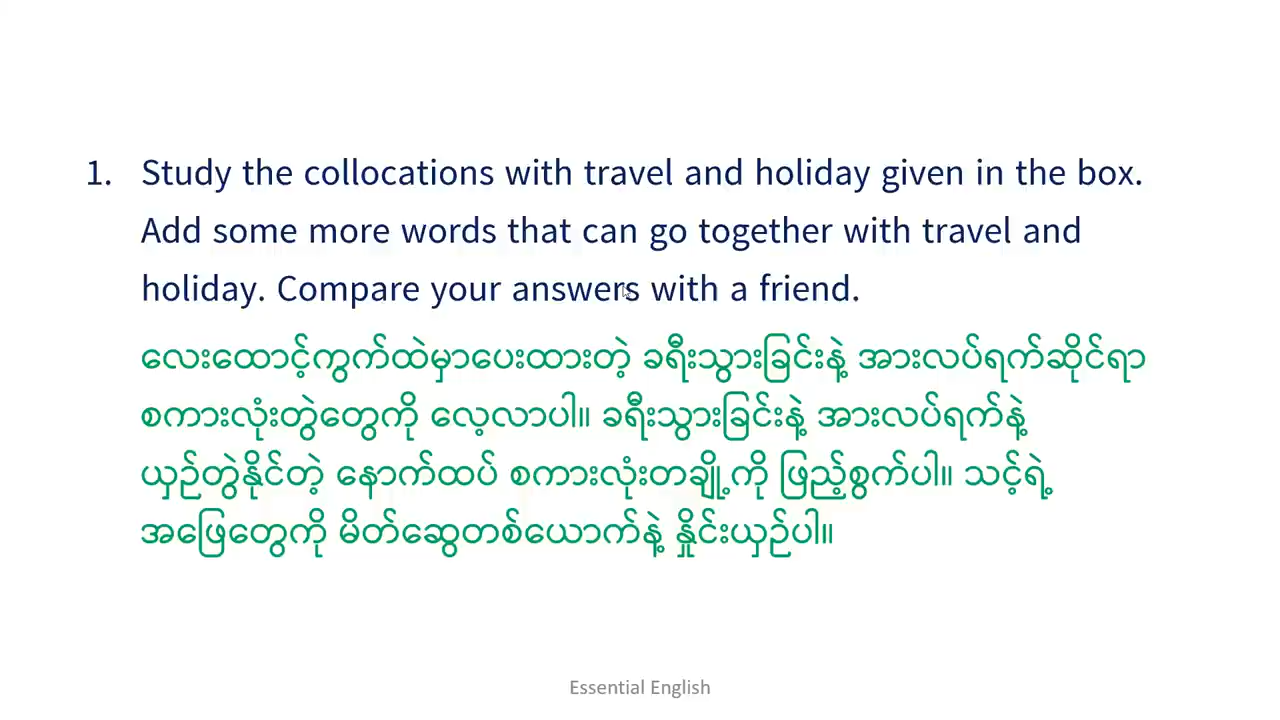 1. Study the collocations with travel and holiday given in the box.
Add some more words that can go together with travel and
holiday. Compare your answers with a friend.
လေးထောင့်ကွက်ထဲမှာပေးထားတဲ့ ခရီးသွားခြင်းနဲ့ အားလပ်ရက်ဆိုင်ရာ
စကားလုံးတွဲတွေကို လေ့လာပါ။ ခရီးသွားခြင်းနဲ့ အားလပ်ရက်နဲ့
ယှဉ်တွဲနိုင်တဲ့ နောက်ထပ် စကားလုံးတချို့ကို ဖြည့်စွက်ပါ။ သင့်ရဲ့
အဖြေတွေကို မိတ်ဆွေတစ်ယောက်နဲ့ နှိုင်းယှဉ်ပါ။
Essential English